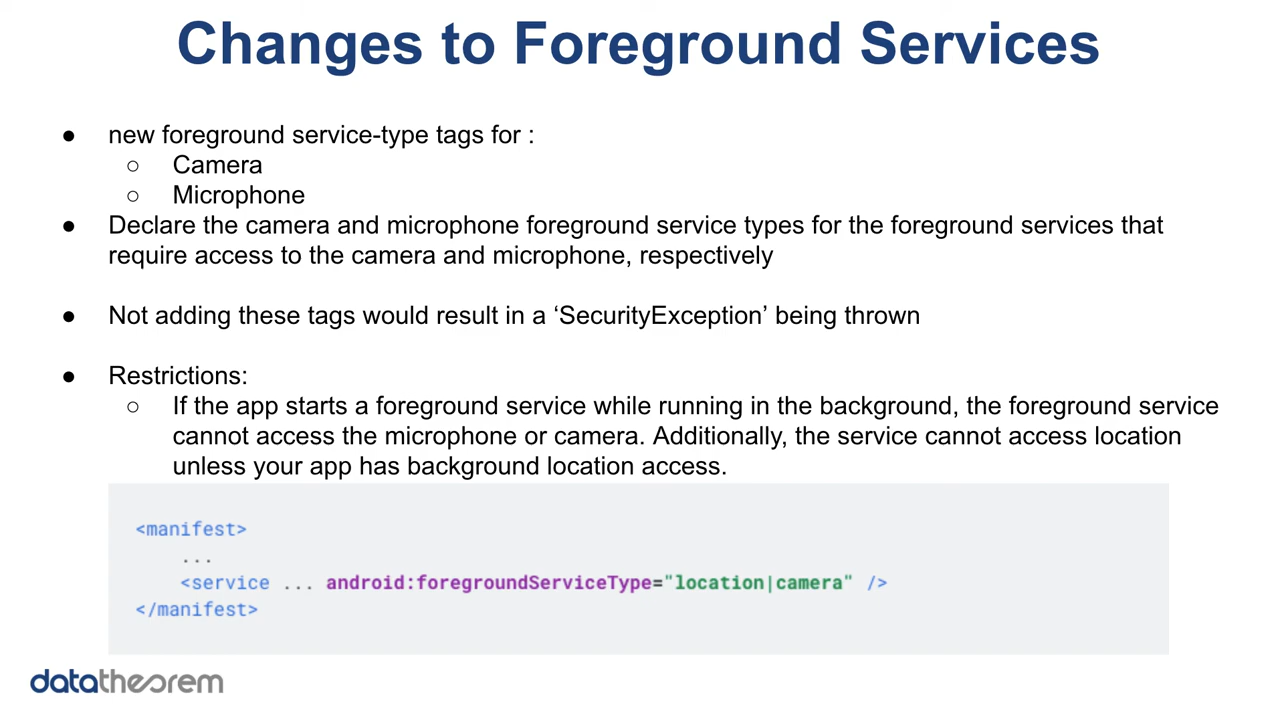 Changes to Foreground Services
● new foreground service-type tags for :
○ Camera
○ Microphone
● Declare the camera and microphone foreground service types for the foreground services that
require access to the camera and microphone, respectively
● Not adding these tags would result in a ‘SecurityException’ being thrown
● Restrictions:
○ If the app starts a foreground service while running in the background, the foreground service
cannot access the microphone or camera. Additionally, the service cannot access location
unless your app has background location access.
<manifest>
...
<service ... android:foregroundServiceType="location|camera" />
</manifest>
datatheorem